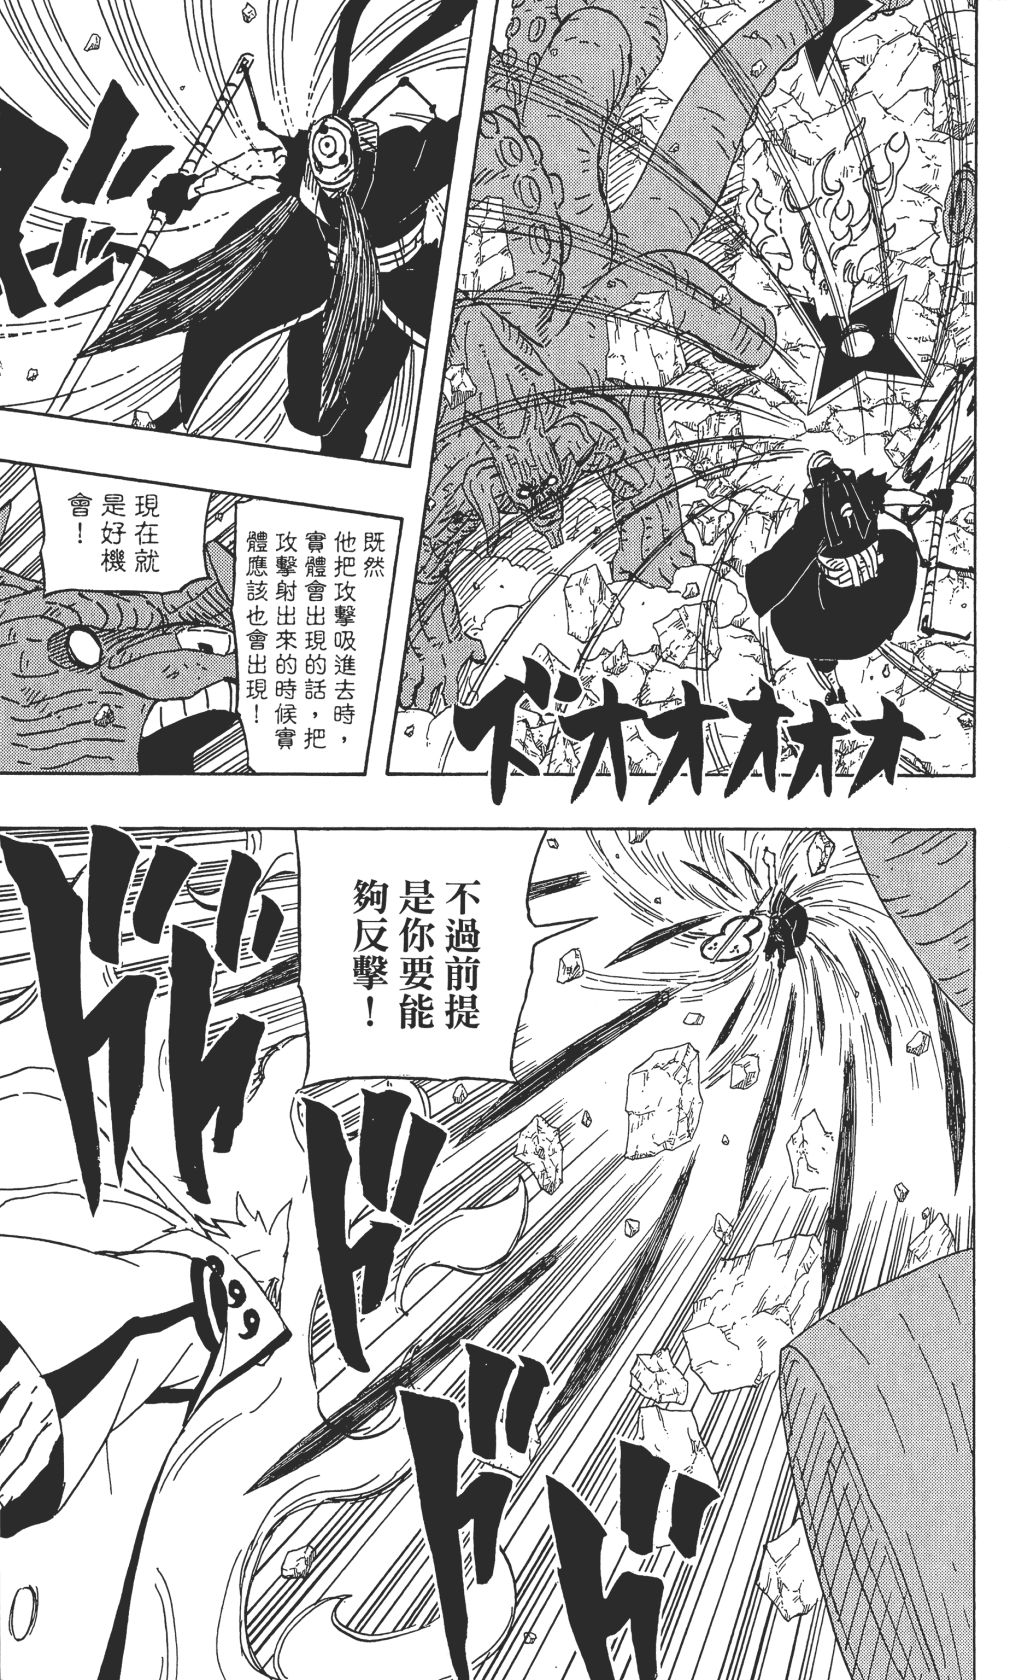 ズオオオオオ
既然
他把攻擊吸進去時，
實體會出現的話，把
攻擊射出來的時候實
體應該也會出現！
現在就
是好機
會！
不過前提
是你要能
夠反擊！
ドドドド